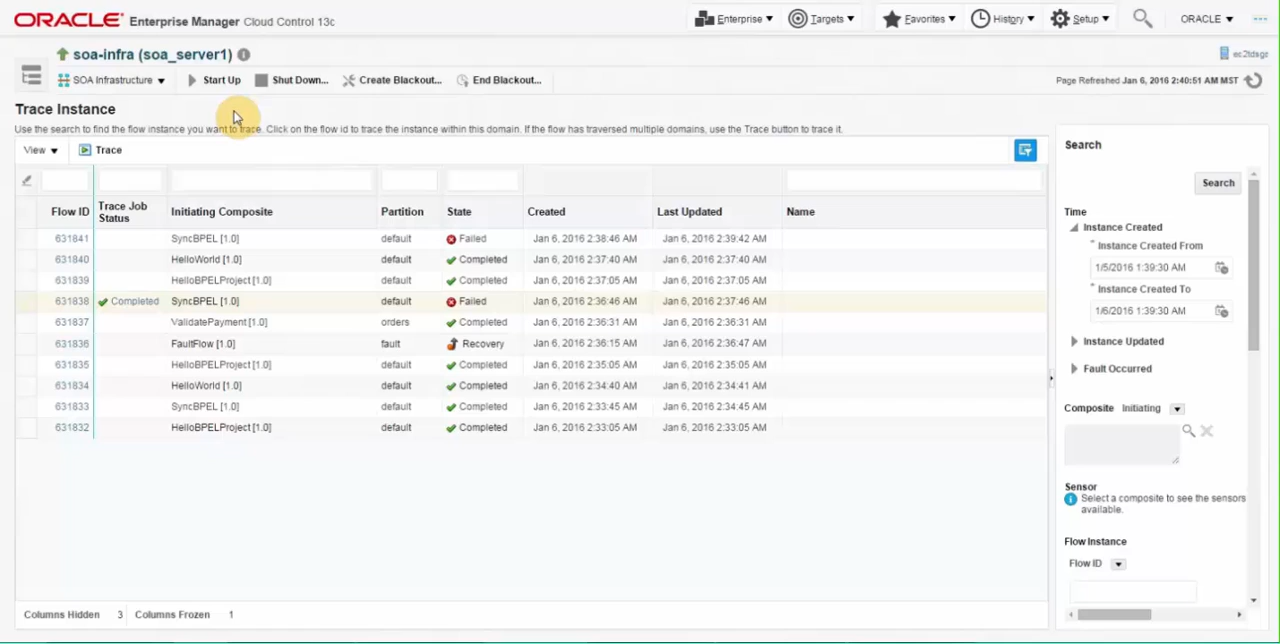 ORACLE Enterprise Manager Cloud Control 13c
Enterprise Targets Favorites History Setup ORACLE
soa-infra (soa_server1)
SOA Infrastructure Start Up Shut Down... Create Blackout... End Blackout...
Page Refreshed Jan 6, 2016 2:40:51 AM MST
Trace Instance
Use the search to find the flow instance you want to trace. Click on the flow id to trace the instance within this domain. If the flow has traversed multiple domains, use the Trace button to trace it.
View Trace
Flow ID Trace Job Status Initiating Composite Partition State Created Last Updated Name
631841 SyncBPEL [1.0] default Failed Jan 6, 2016 2:38:46 AM Jan 6, 2016 2:39:42 AM
631840 HelloWorld [1.0] default Completed Jan 6, 2016 2:37:40 AM Jan 6, 2016 2:37:40 AM
631839 HelloBPELProject [1.0] default Completed Jan 6, 2016 2:37:05 AM Jan 6, 2016 2:37:05 AM
631838 Completed SyncBPEL [1.0] default Failed Jan 6, 2016 2:36:46 AM Jan 6, 2016 2:37:46 AM
631837 ValidatePayment [1.0] orders Completed Jan 6, 2016 2:36:31 AM Jan 6, 2016 2:36:31 AM
631836 FaultFlow [1.0] fault Recovery Jan 6, 2016 2:36:15 AM Jan 6, 2016 2:36:47 AM
631835 HelloBPELProject [1.0] default Completed Jan 6, 2016 2:35:05 AM Jan 6, 2016 2:35:05 AM
631834 HelloWorld [1.0] default Completed Jan 6, 2016 2:34:40 AM Jan 6, 2016 2:34:41 AM
631833 SyncBPEL [1.0] default Completed Jan 6, 2016 2:33:45 AM Jan 6, 2016 2:34:45 AM
631832 HelloBPELProject [1.0] default Completed Jan 6, 2016 2:33:05 AM Jan 6, 2016 2:33:05 AM
Columns Hidden 3 Columns Frozen 1
Search
Search
Time
Instance Created
* Instance Created From
1/5/2016 1:39:30 AM
* Instance Created To
1/6/2016 1:39:30 AM
Instance Updated
Fault Occurred
Composite Initiating
Sensor
Select a composite to see the sensors
available.
Flow Instance
Flow ID